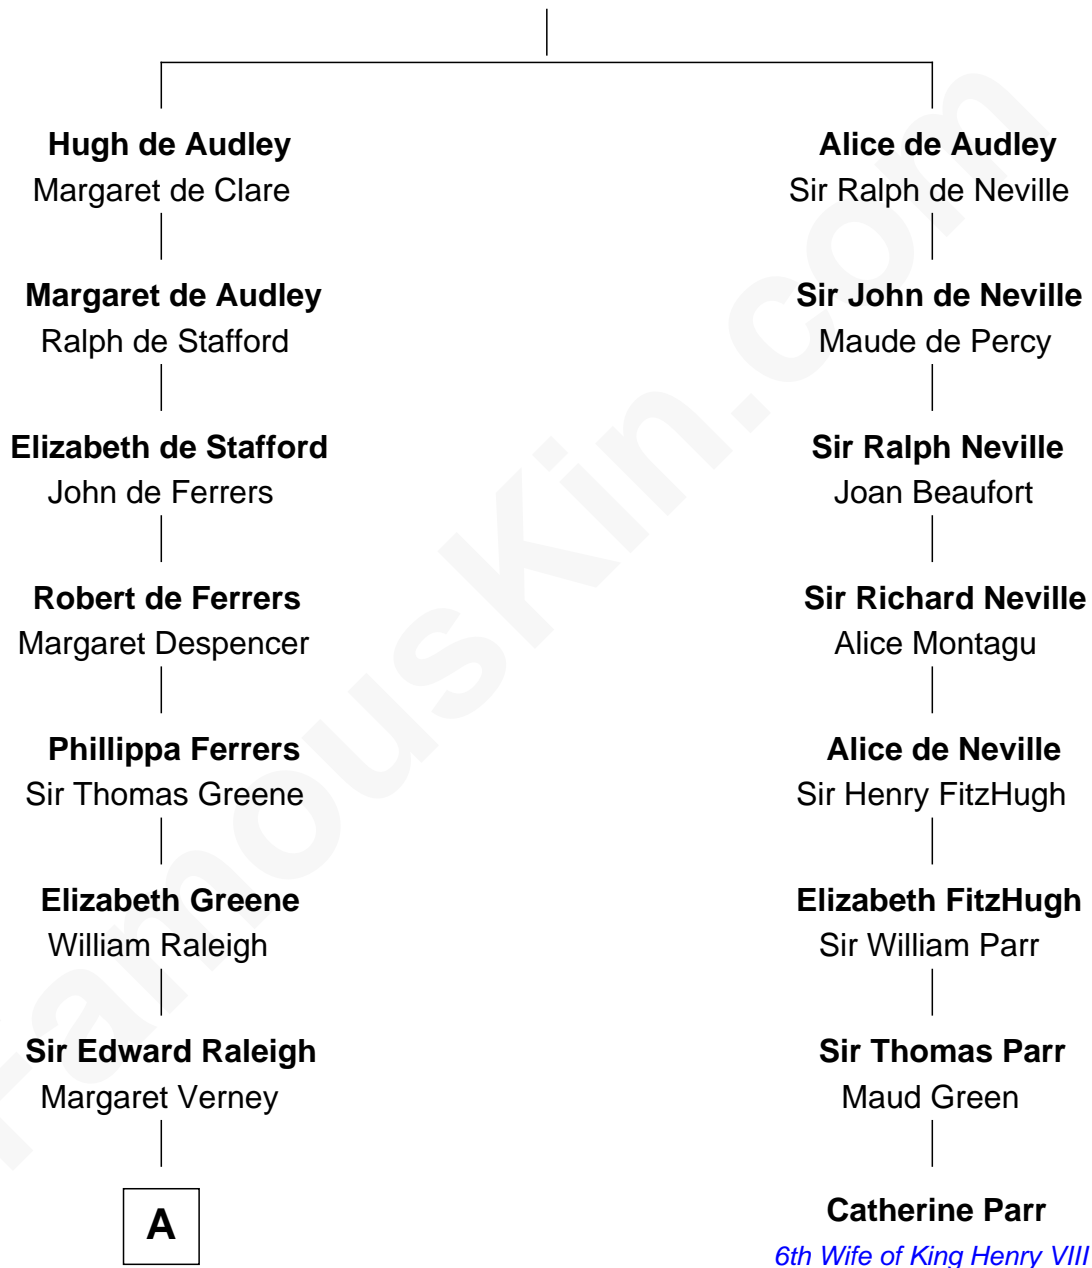 Hugh de Audley
Margaret de Clare
Margaret de Audley
Ralph de Stafford
Elizabeth de Stafford
John de Ferrers
Robert de Ferrers
Margaret Despencer
Phillippa Ferrers
Sir Thomas Greene
Elizabeth Greene
William Raleigh
Sir Edward Raleigh
Margaret Verney
A
Alice de Audley
Sir Ralph de Neville
Sir John de Neville
Maude de Percy
Sir Ralph Neville
Joan Beaufort
Sir Richard Neville
Alice Montagu
Alice de Neville
Sir Henry FitzHugh
Elizabeth FitzHugh
Sir William Parr
Sir Thomas Parr
Maud Green
Catherine Parr
6th Wife of King Henry VIII
FamousKin.com